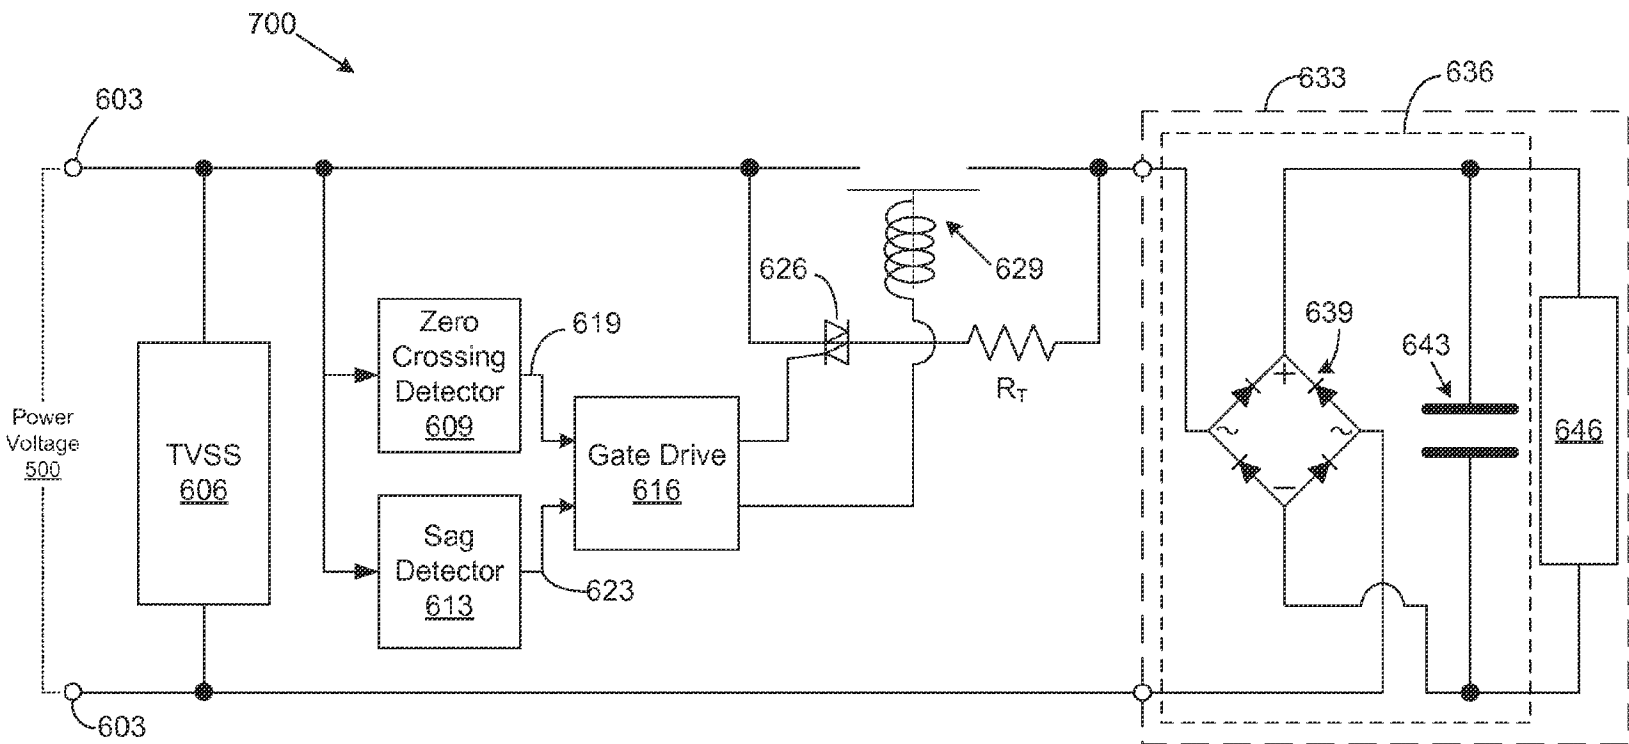 700
603
633
636
626
629
Zero
Crossing
Detector
609
619
639
643
Power
Voltage
500
TVSS
606
R_T
Gate Drive
616
646
Sag
Detector
613
623
603